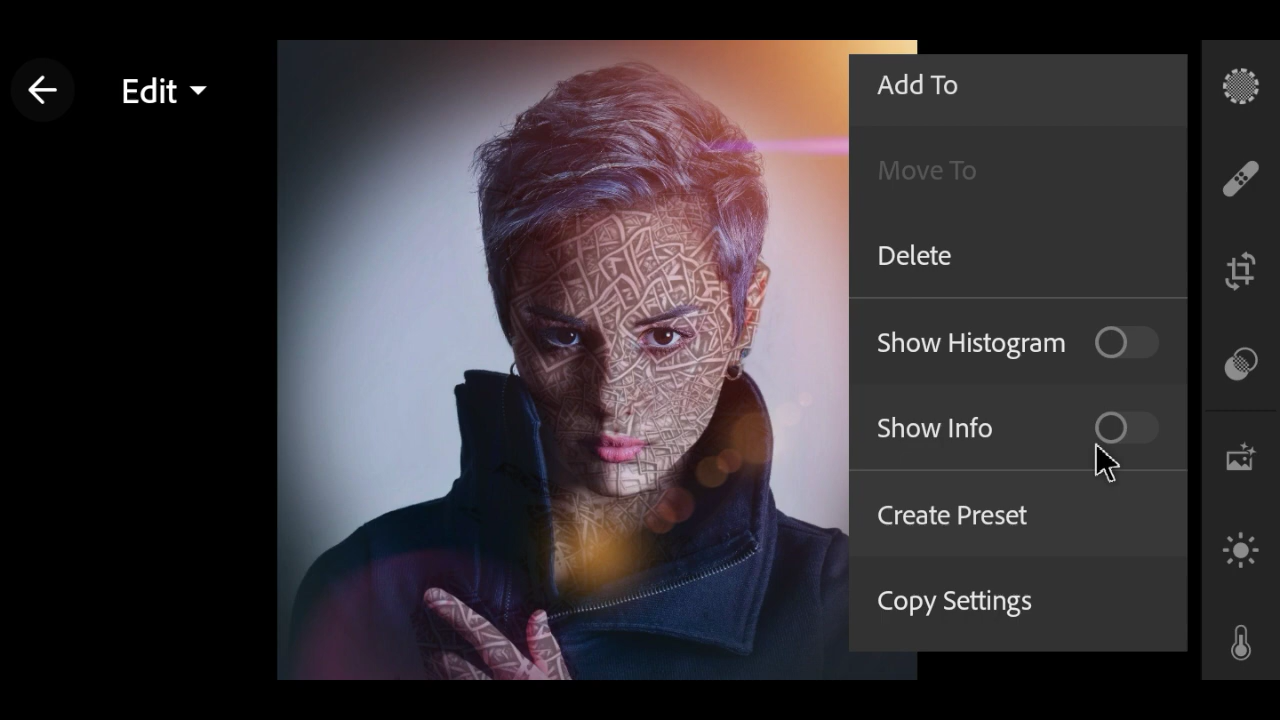 Edit
Add To
Move To
Delete
Show Histogram
Show Info
Create Preset
Copy Settings